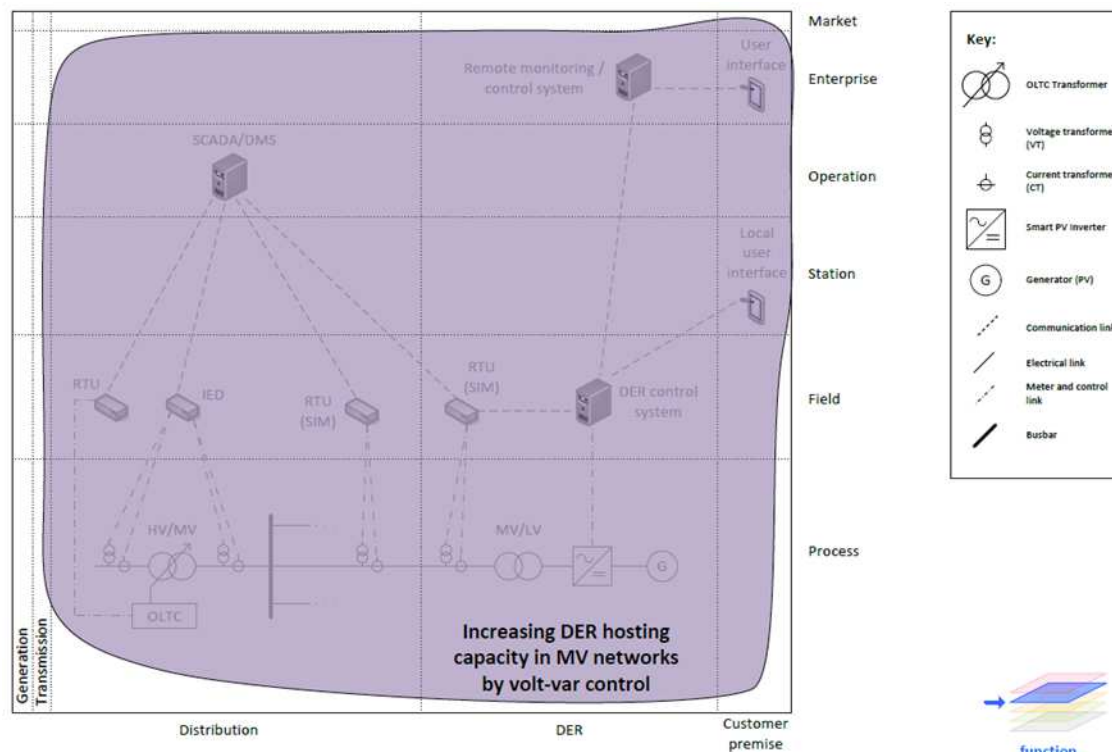 Market
User
interface
Remote monitoring /
control system
Enterprise
SCADA/DMS
Operation
Local
user
interface
Station
RTU
IED
RTU
(SIM)
RTU
(SIM)
DER control
system
Field
HV/MV
MV/LV
G
OLTC
Process
Increasing DER hosting
capacity in MV networks
by volt-var control
Generation
Transmission
Distribution
DER
Customer
premise
Key:
OLTC Transformer
Voltage transforme
(VT)
Current transforme
(CT)
Smart PV Inverter
G
Generator (PV)
Communication link
Electrical link
Meter and control
link
Busbar
function